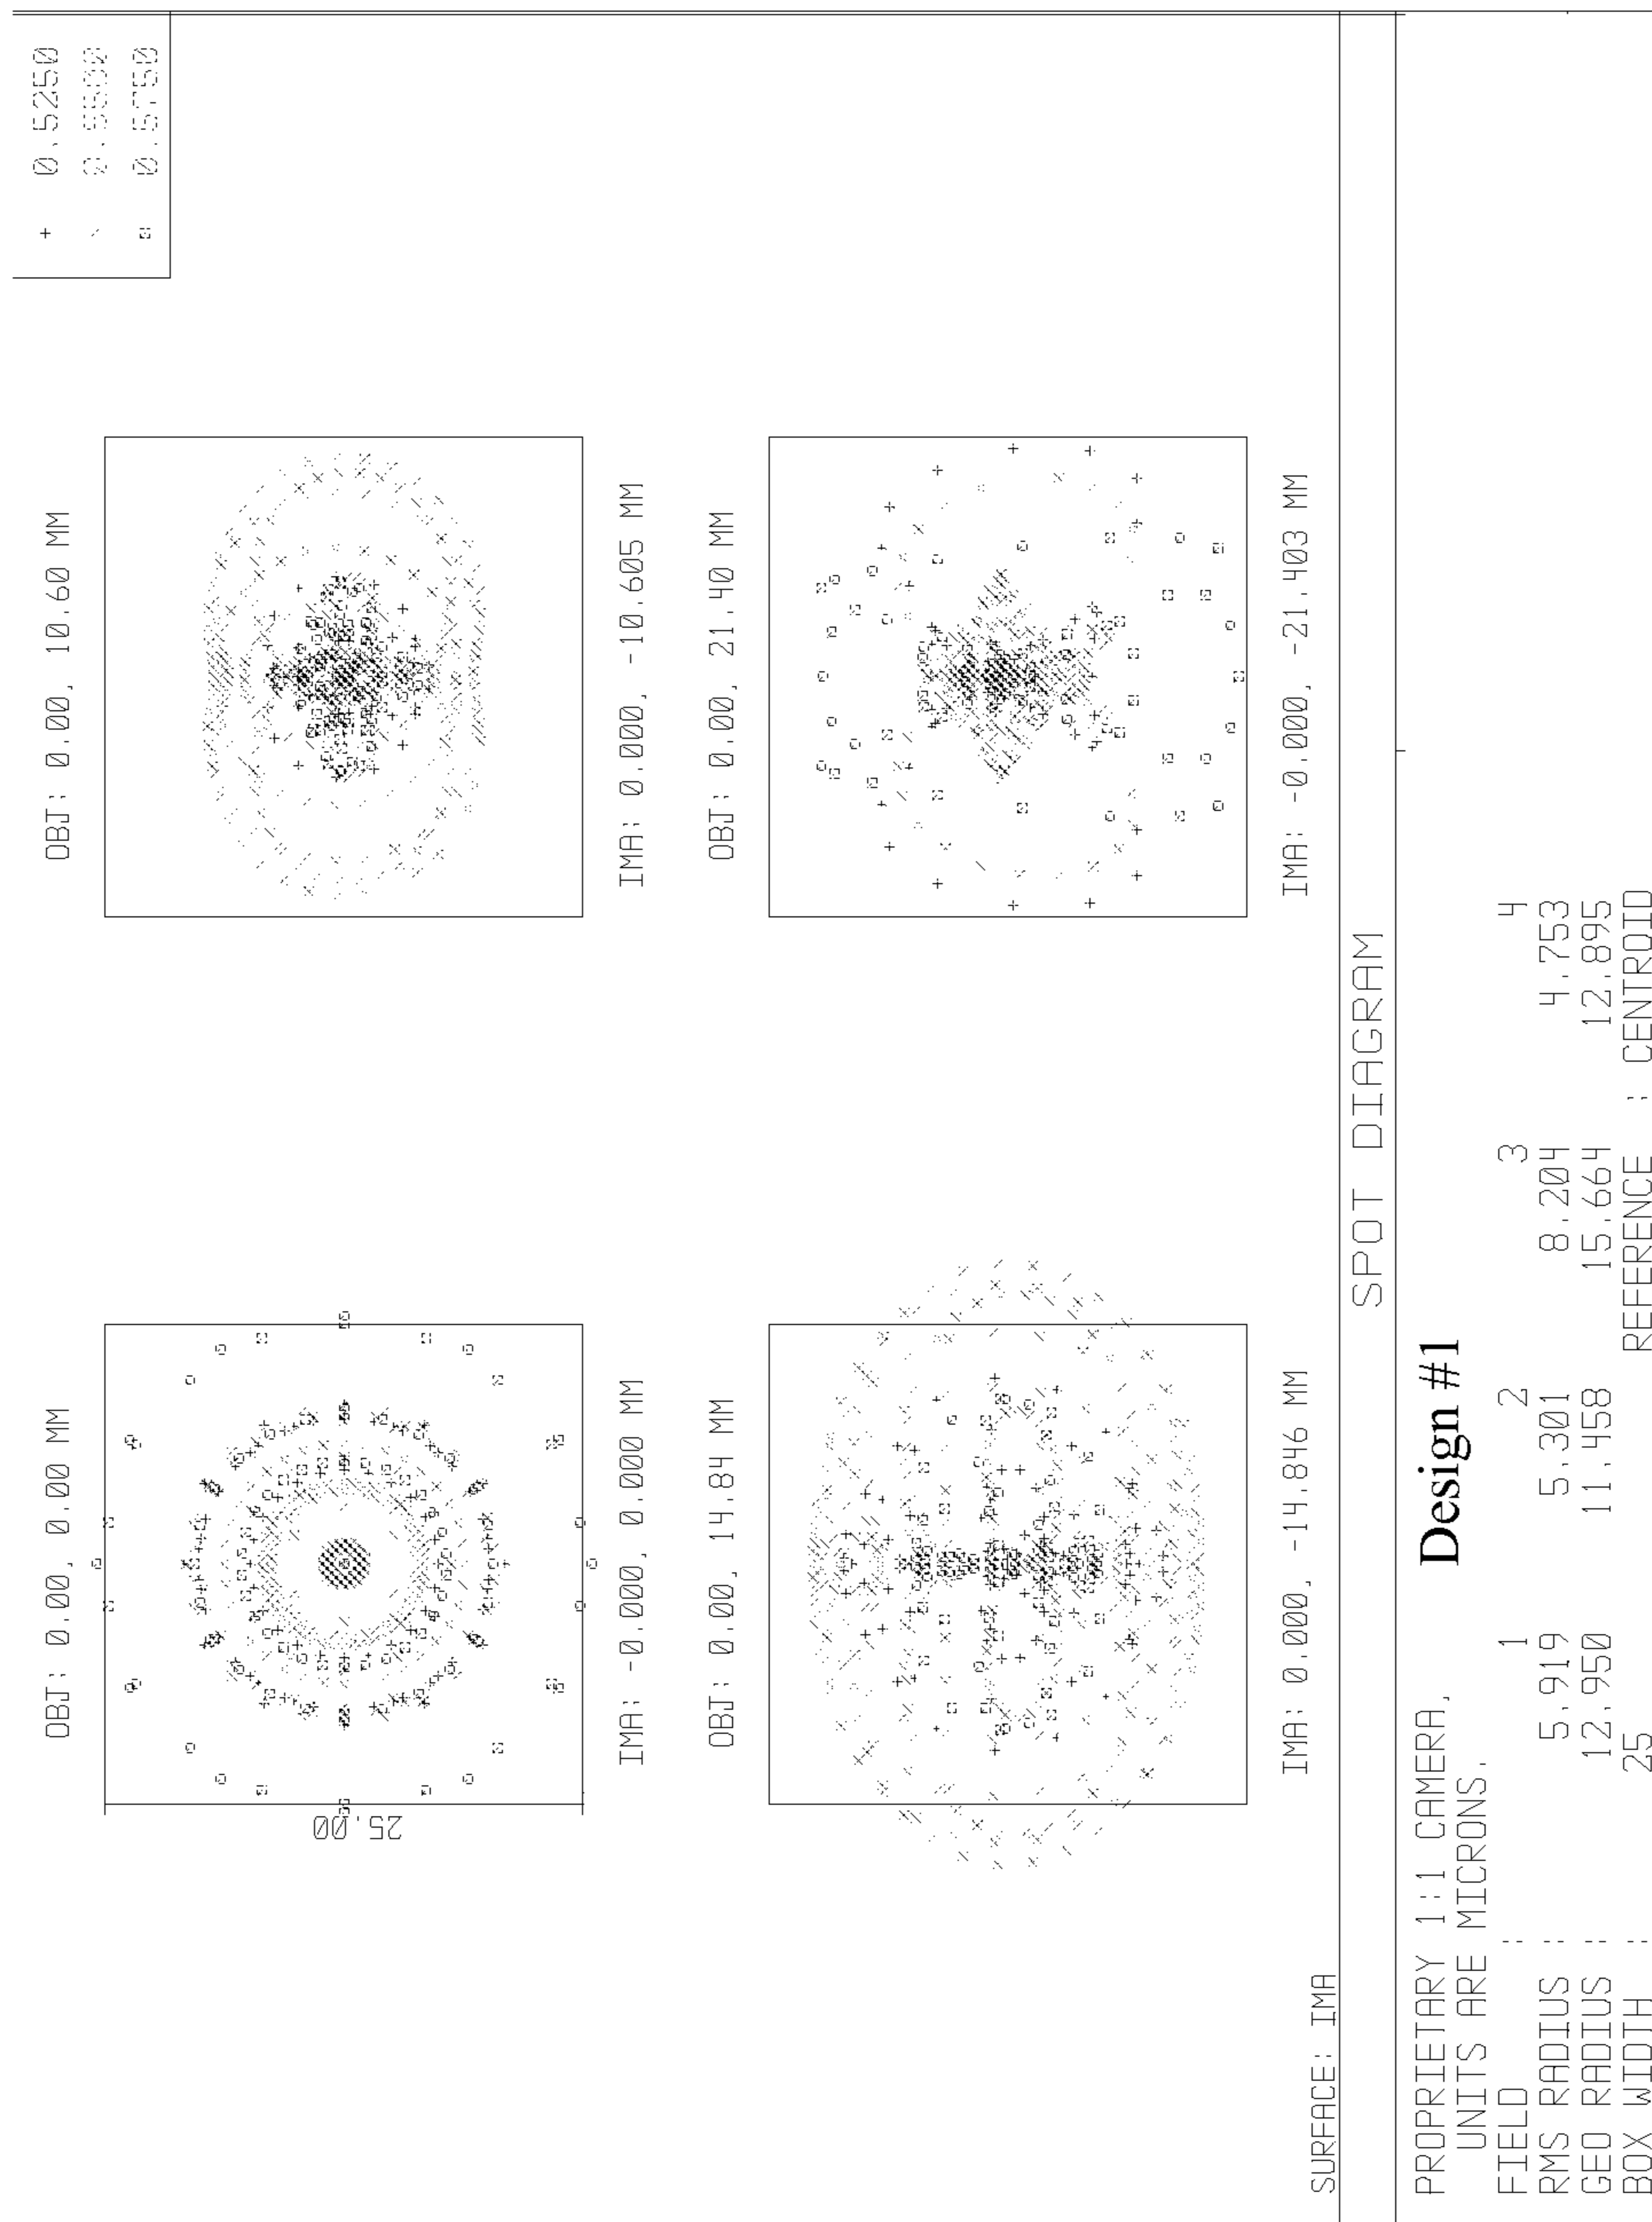 + 0.5250
0.5500
0.5750
OBJ: 0.00, 0.00 MM
OBJ: 0.00, 10.60 MM
25.00
IMA: -0.000, 0.000 MM
IMA: 0.000, -10.605 MM
OBJ: 0.00, 14.84 MM
OBJ: 0.00, 21.40 MM
IMA: 0.000, -14.846 MM
IMA: -0.000, -21.403 MM
SURFACE: IMA
SPOT DIAGRAM
PROPRIETARY 1:1 CAMERA, Design #1
UNITS ARE MICRONS.
FIELD : 1 2 3 4
RMS RADIUS : 5.919 5.301 8.204 4.753
GEO RADIUS : 12.950 11.458 15.664 12.895
BOX WIDTH : 25 REFERENCE : CENTROID